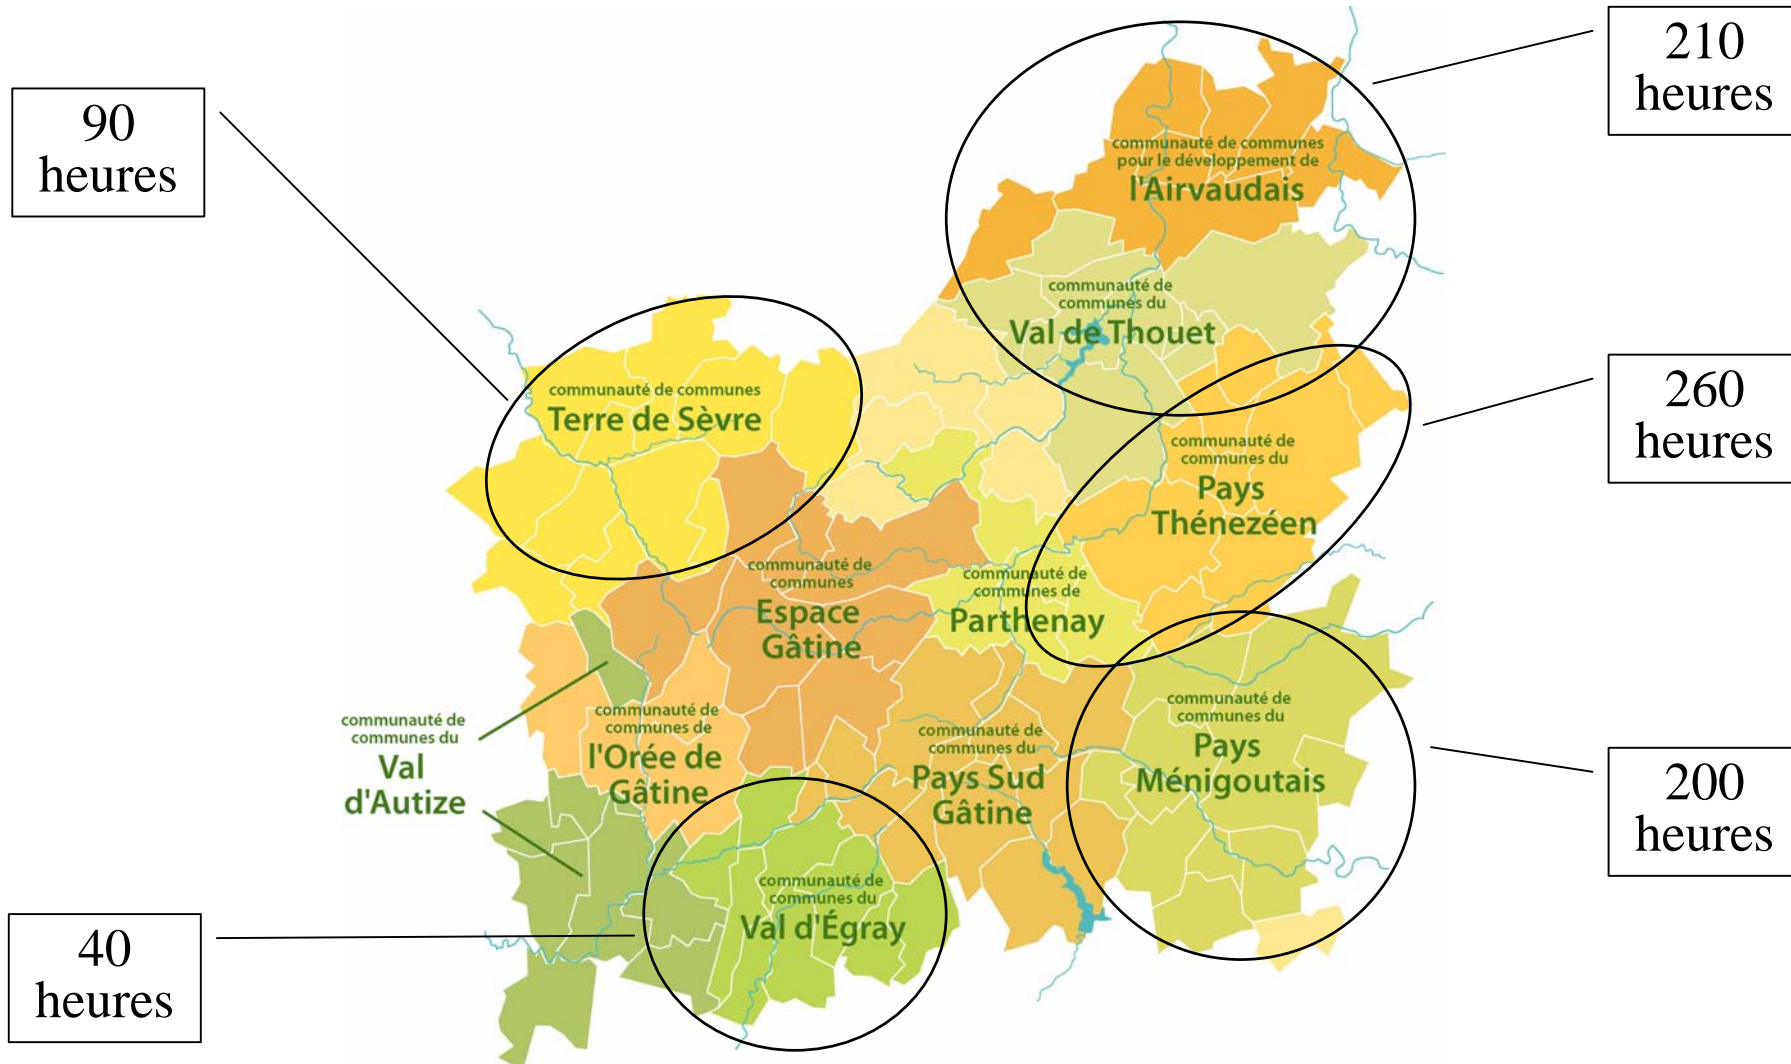 210
heures
90
heures
communauté de communes
pour le développement de
l'Airvaudais
communauté de
communes du
Val de Thouet
communauté de communes
Terre de Sèvre
260
heures
communauté de
communes du
Pays
Thénezéen
communauté de
communes
Espace
Gâtine
communauté de
communes de
Parthenay
communauté de
communes du
Val
d'Autize
communauté de
communes de
l'Orée de
Gâtine
communauté de
communes du
Pays Sud
Gâtine
communauté de
communes du
Pays
Ménigoutais
200
heures
communauté de
communes du
Val d'Égray
40
heures